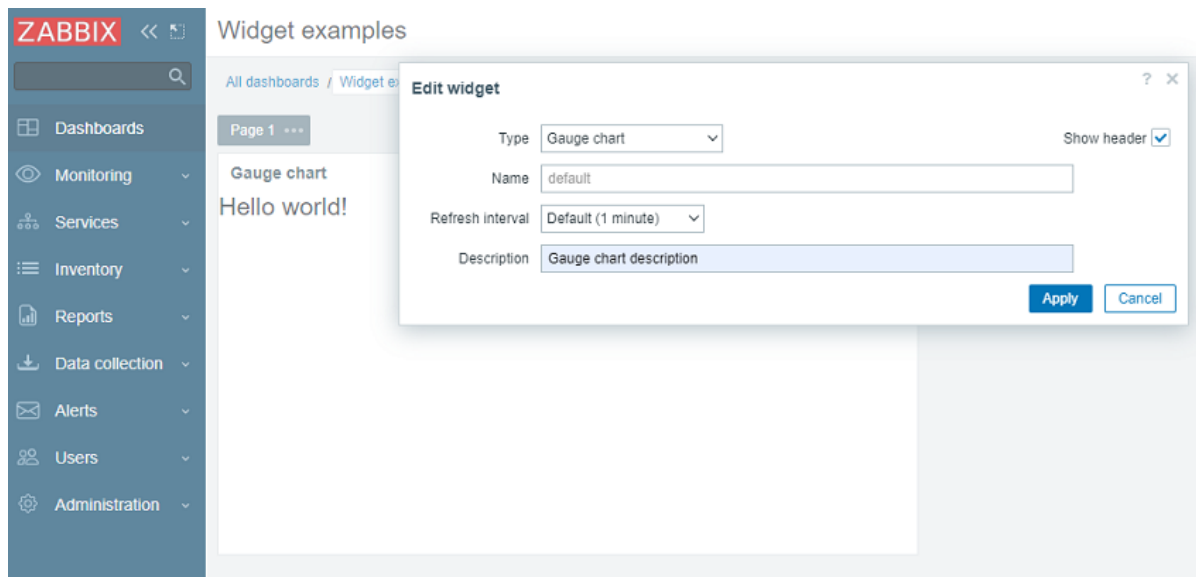 ZABBIX
Widget examples
All dashboards / Widget ex
Edit widget
?
Type Gauge chart Show header
Name default
Refresh interval Default (1 minute)
Description Gauge chart description
Apply Cancel
Page 1 •••
Gauge chart
Hello world!
Dashboards
Monitoring
Services
Inventory
Reports
Data collection
Alerts
Users
Administration